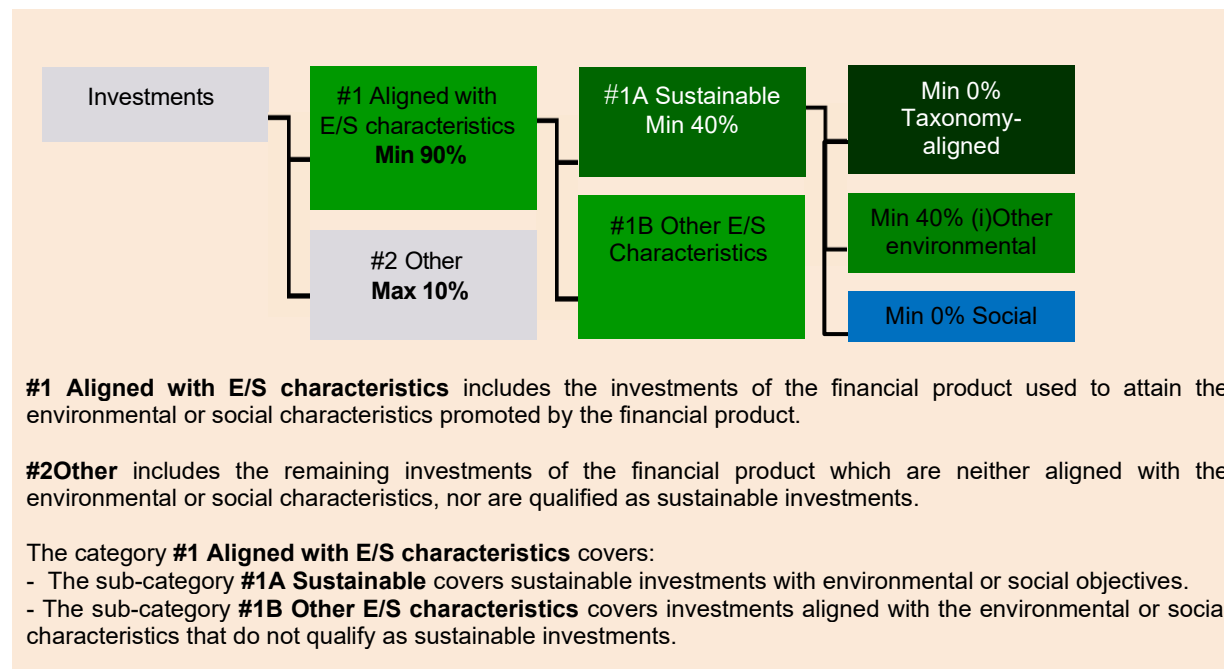 Investments
#1 Aligned with
E/S characteristics
Min 90%
#2 Other
Max 10%
#1A Sustainable
Min 40%
#1B Other E/S
Characteristics
Min 0%
Taxonomy-
aligned
Min 40% (i)Other
environmental
Min 0% Social
#1 Aligned with E/S characteristics includes the investments of the financial product used to attain the
environmental or social characteristics promoted by the financial product.
#2Other includes the remaining investments of the financial product which are neither aligned with the
environmental or social characteristics, nor are qualified as sustainable investments.
The category #1 Aligned with E/S characteristics covers:
- The sub-category #1A Sustainable covers sustainable investments with environmental or social objectives.
- The sub-category #1B Other E/S characteristics covers investments aligned with the environmental or social
characteristics that do not qualify as sustainable investments.